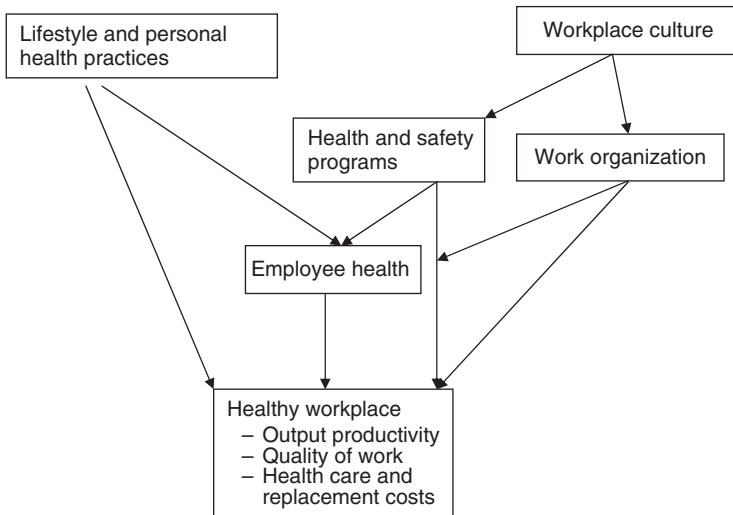 Lifestyle and personal
health practices
Workplace culture
Health and safety
programs
Work organization
Employee health
Healthy workplace
– Output productivity
– Quality of work
– Health care and
replacement costs